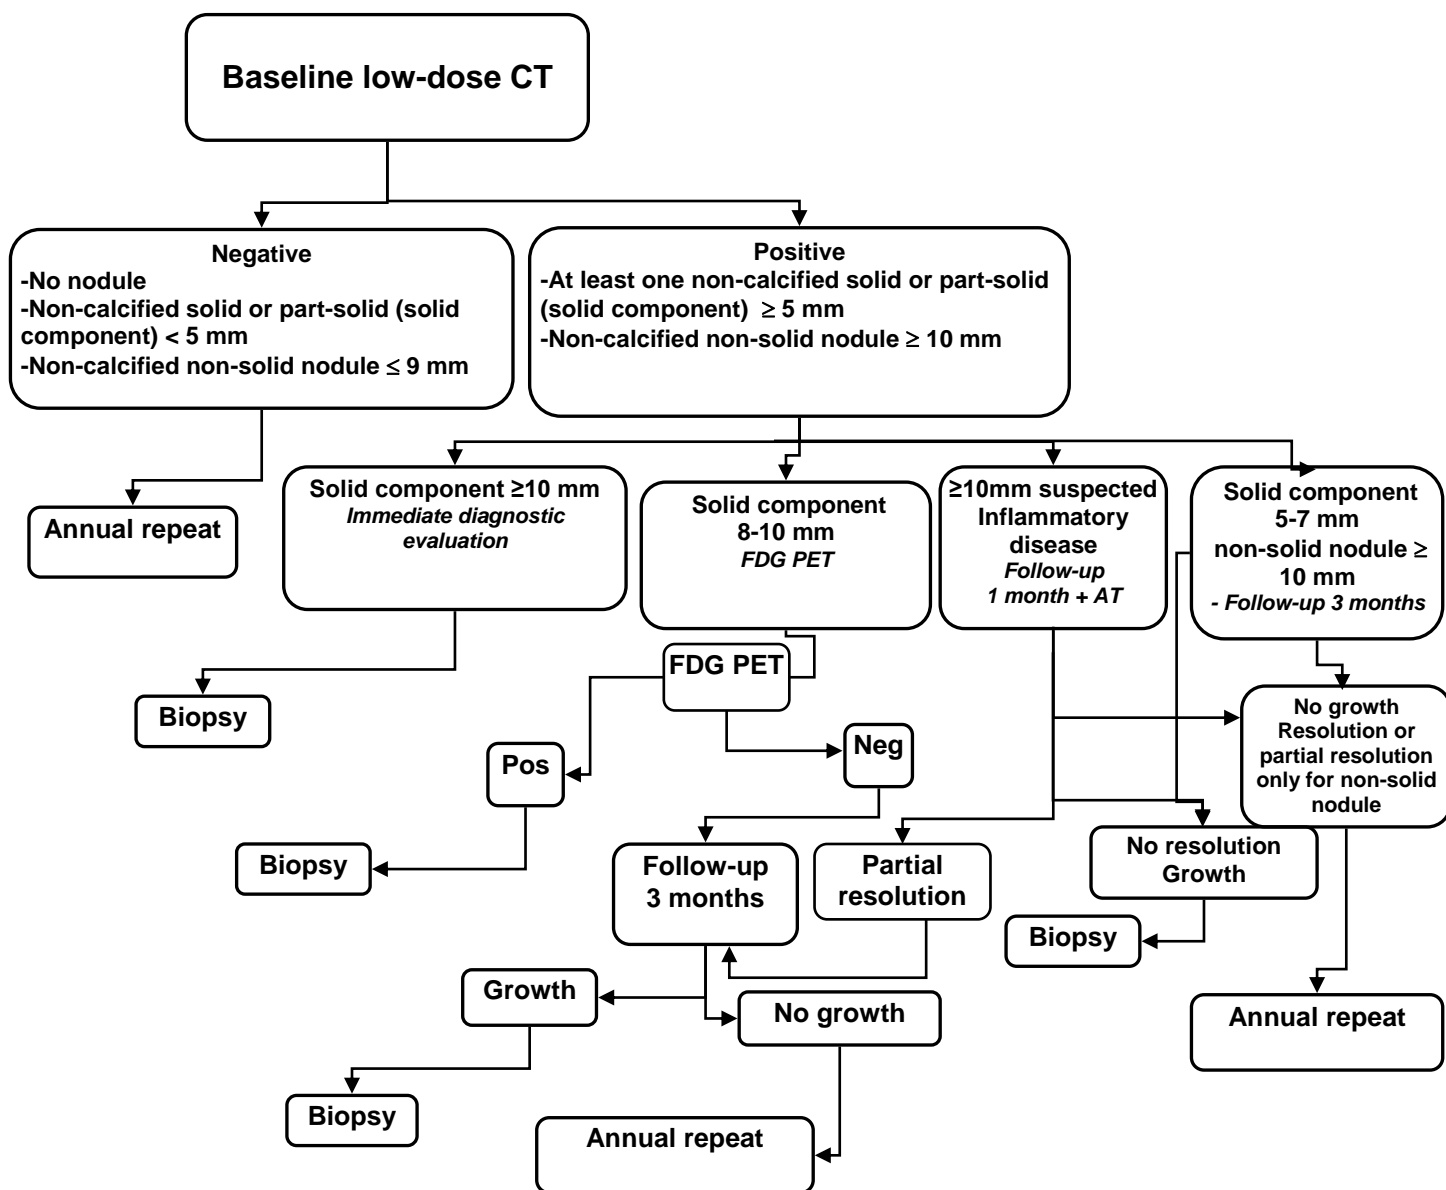 Baseline low-dose CT
Negative
-No nodule
-Non-calcified solid or part-solid (solid
component) < 5 mm
-Non-calcified non-solid nodule ≤ 9 mm
Positive
-At least one non-calcified solid or part-solid
(solid component) ≥ 5 mm
-Non-calcified non-solid nodule ≥ 10 mm
Annual repeat
Solid component ≥10 mm
Immediate diagnostic
evaluation
Solid component
8-10 mm
FDG PET
≥10mm suspected
Inflammatory
disease
Follow-up
1 month + AT
Solid component
5-7 mm
non-solid nodule ≥
10 mm
- Follow-up 3 months
Biopsy
FDG PET
Pos
Neg
No growth
Resolution or
partial resolution
only for non-solid
nodule
Biopsy
Follow-up
3 months
Partial
resolution
No resolution
Growth
Biopsy
Growth
No growth
Annual repeat
Biopsy
Annual repeat